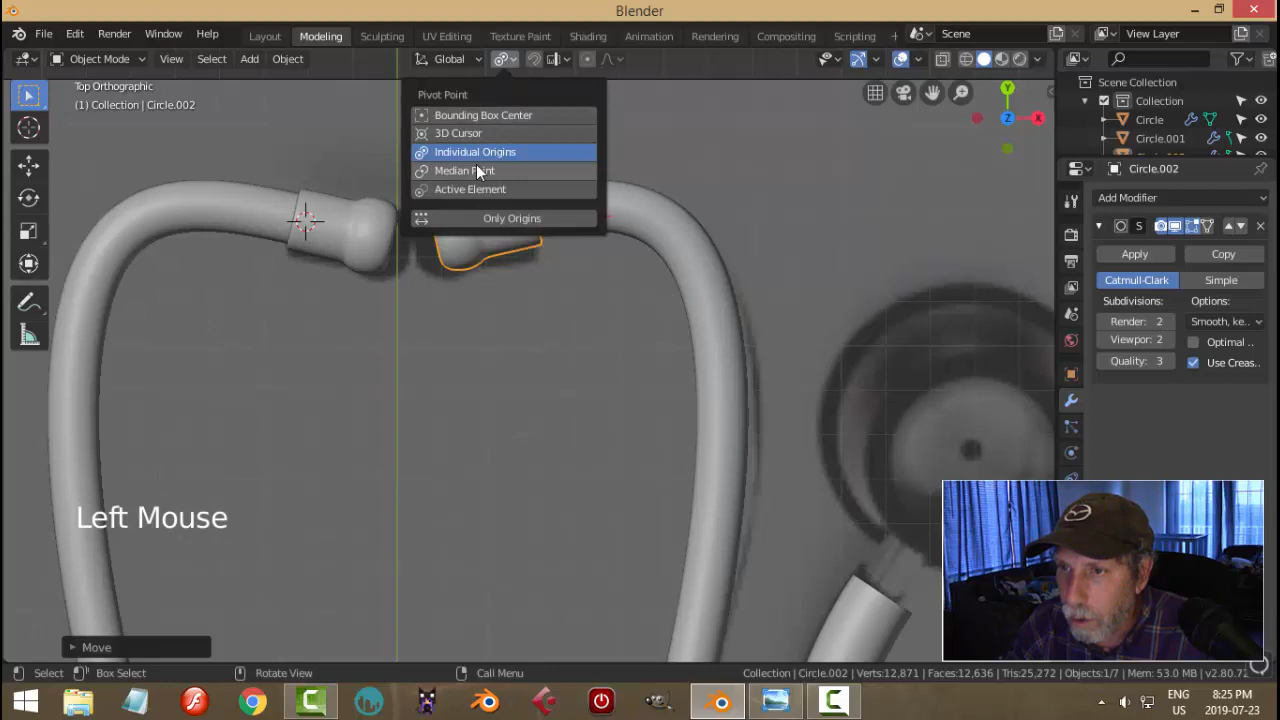 Blender
File Edit Render Window Help Layout Modeling Sculpting UV Editing Texture Paint Shading Animation Rendering Compositing Scripting + Scene View Layer
Object Mode View Select Add Object Global
Top Orthographic
(1) Collection | Circle.002
Pivot Point
Bounding Box Center
3D Cursor
Individual Origins
Median Point
Active Element
Only Origins
Y
X
Z
Scene Collection
Collection
Circle
Circle.001
Circle.002
Add Modifier
S
Apply Copy
Catmull-Clark Simple
Subdivisions: Options:
Render: 2 Smooth, ke..
Viewpor: 2 Optimal ..
Quality: 3 Use Creas..
Left Mouse
Move
Select Box Select Rotate View Call Menu Collection | Circle.002 | Verts:12,871 | Faces:12,636 | Tris:25,272 | Objects:1/7 | Mem: 53.0 MB | v2.80.71
ENG 8:25 PM
US 2019-07-23